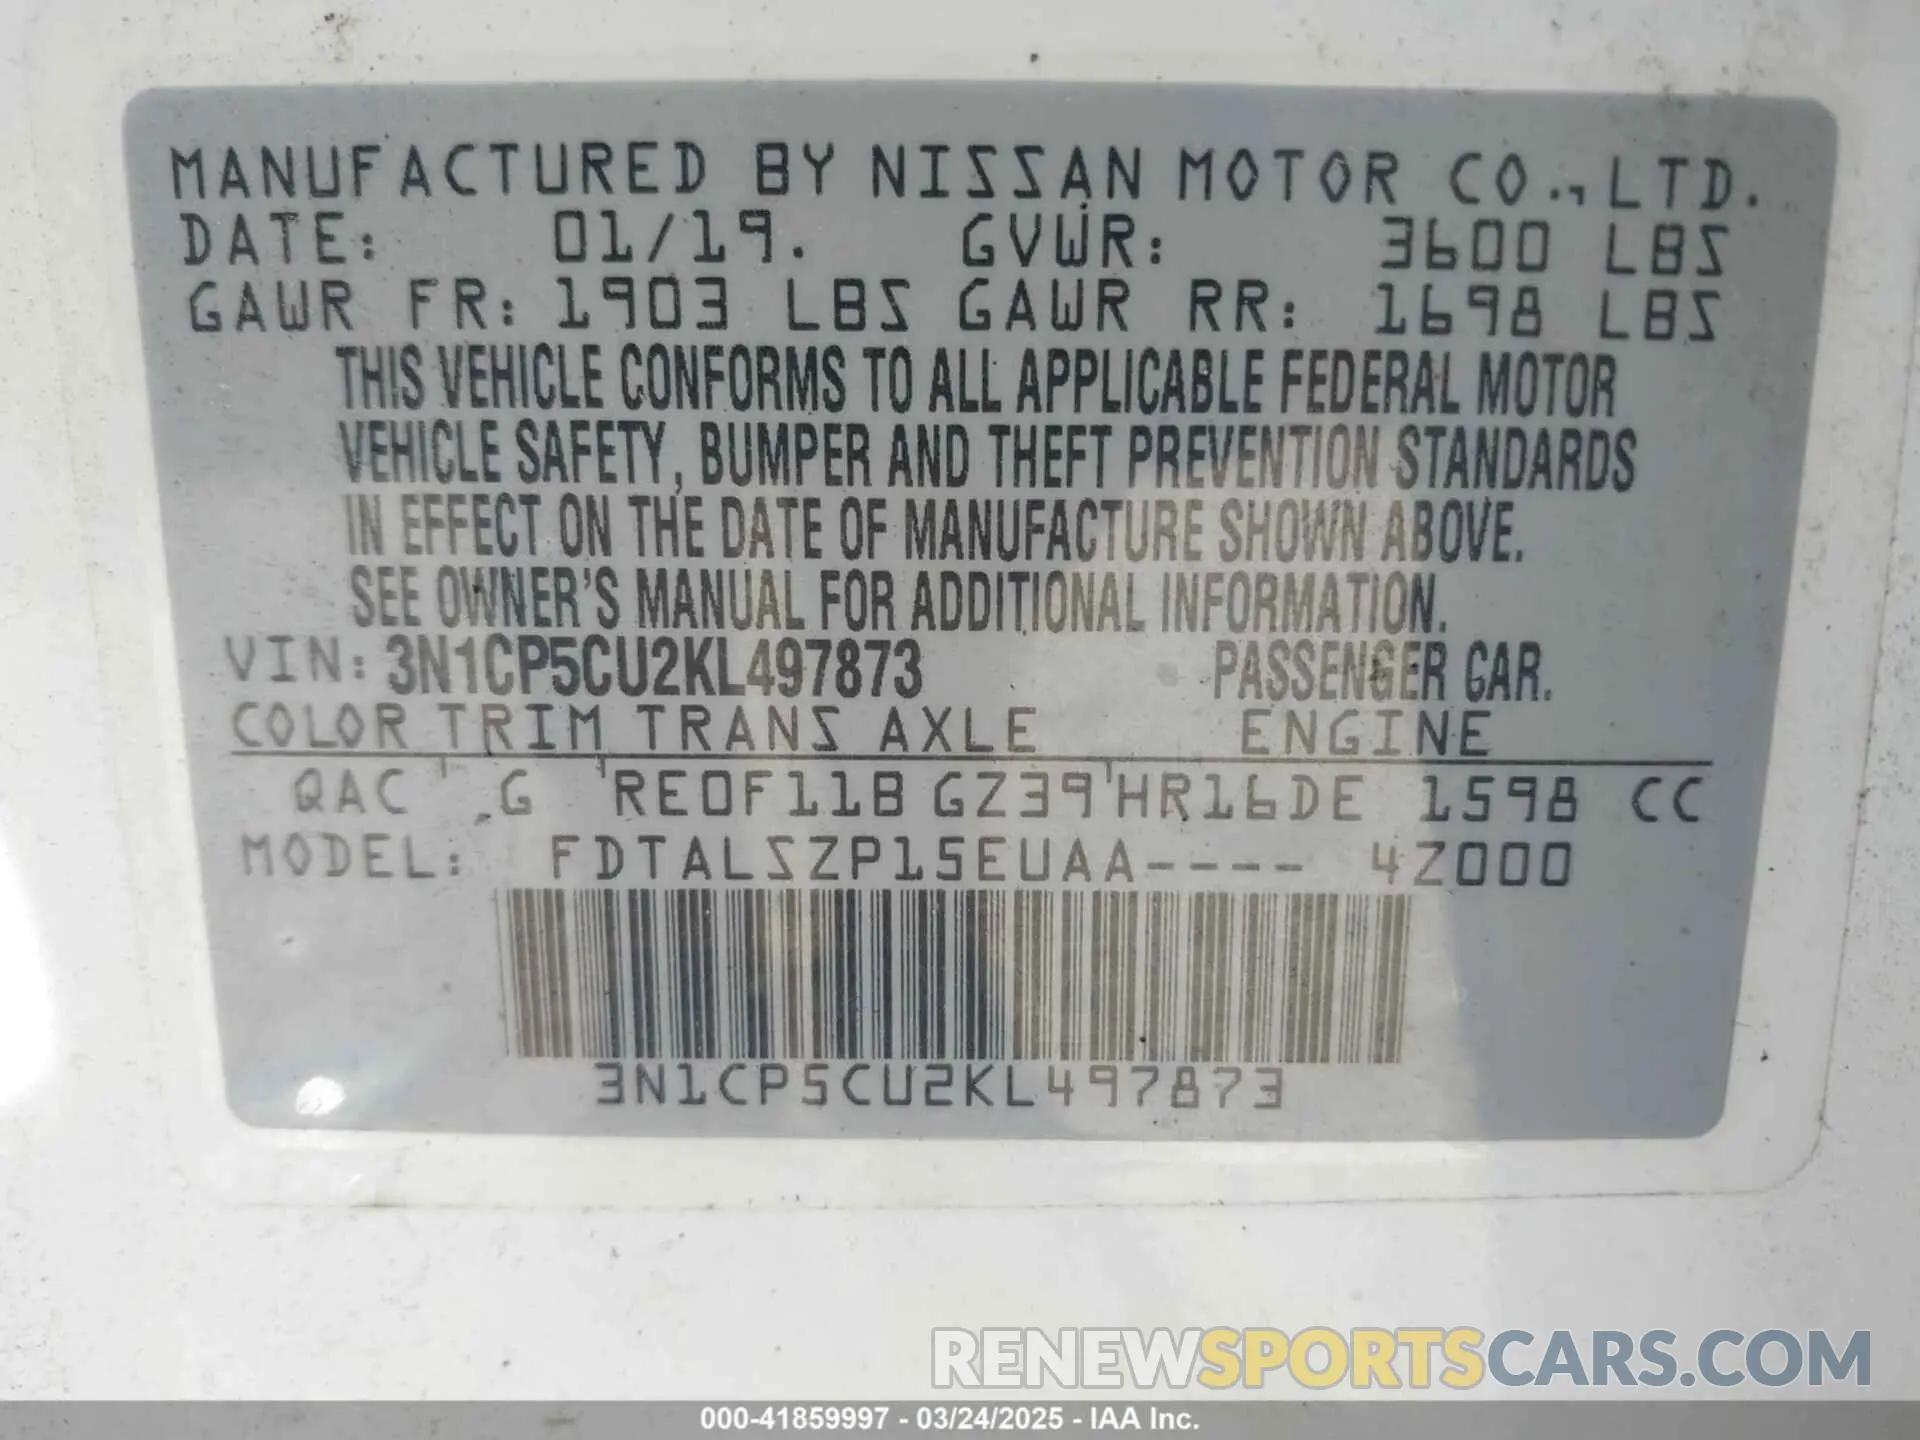 MANUFACTURED BY NISSAN MOTOR CO., LTD.
DATE: 01/19. GVWR: 3600 LBS
GAWR FR: 1903 LBS GAWR RR: 1698 LBS
THIS VEHICLE CONFORMS TO ALL APPLICABLE FEDERAL MOTOR
VEHICLE SAFETY, BUMPER AND THEFT PREVENTION STANDARDS
IN EFFECT ON THE DATE OF MANUFACTURE SHOWN ABOVE.
SEE OWNER'S MANUAL FOR ADDITIONAL INFORMATION.
VIN: 3N1CP5CU2KL497873 PASSENGER CAR.
COLOR TRIM TRANS AXLE ENGINE
QAC G RE0F11B GZ39 HR16DE 1598 CC
MODEL: FDTALSZP15EUAA---- 4Z000
3N1CP5CU2KL497873
RENEWSPORTSCARS.COM
000-41859997 - 03/24/2025 - IAA Inc.